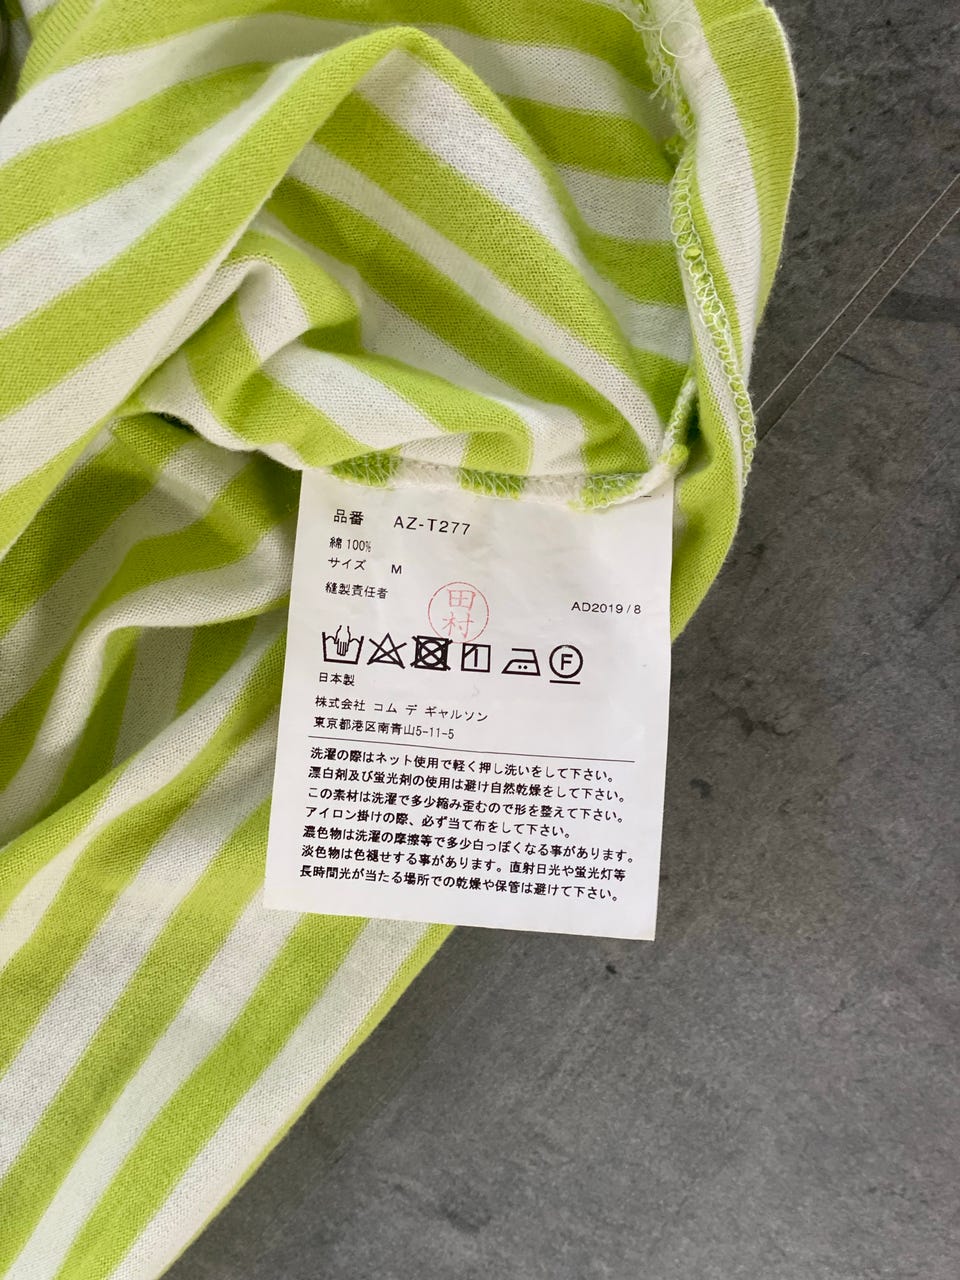 品番 AZ-T277
綿 100%
サイズ M
縫製責任者 田村 AD2019/8
F
日本製
株式会社 コム デ ギャルソン
東京都港区南青山5-11-5
洗濯の際はネット使用で軽く押し洗いをして下さい。
漂白剤及び蛍光剤の使用は避け自然乾燥をして下さい。
この素材は洗濯で多少縮み歪むので形を整えて下さい。
アイロン掛けの際、必ず当て布をして下さい。
濃色物は洗濯の摩擦等で多少白っぽくなる事があります。
淡色物は色褪せする事があります。直射日光や蛍光灯等
長時間光が当たる場所での乾燥や保管は避けて下さい。